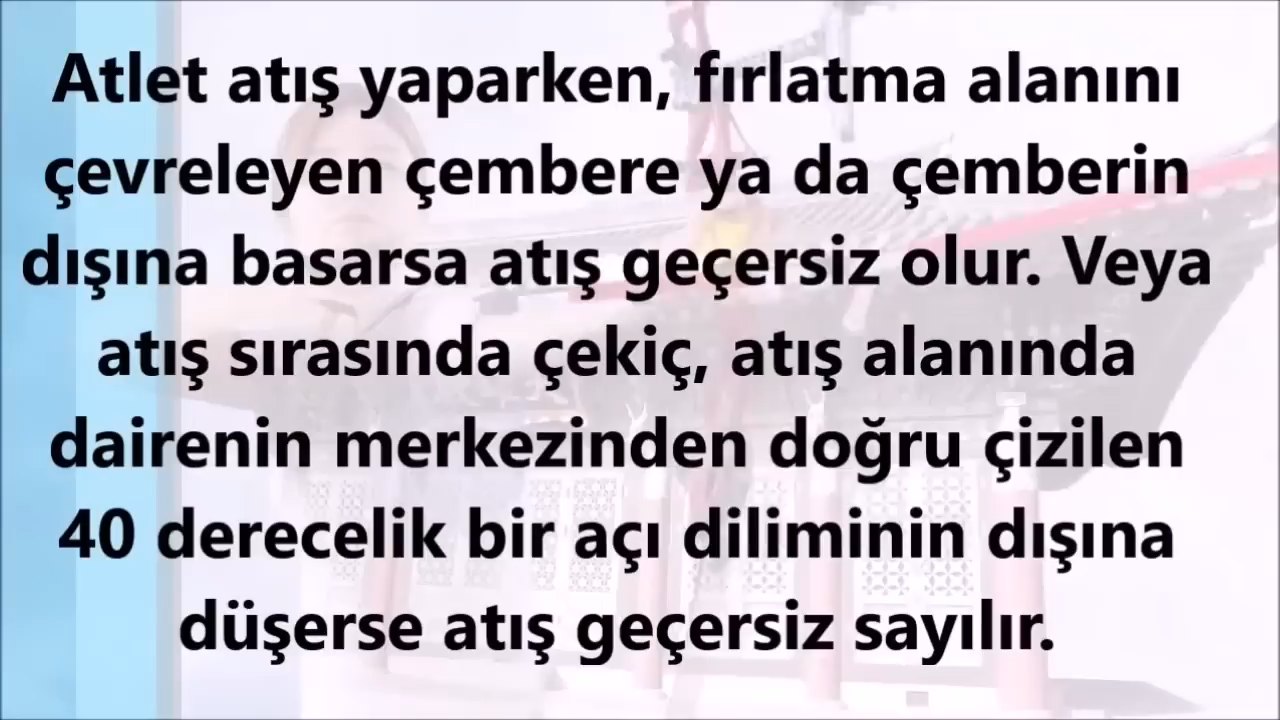 Atlet atış yaparken, fırlatma alanını
çevreleyen çembere ya da çemberin
dışına basarsa atış geçersiz olur. Veya
atış sırasında çekiç, atış alanında
dairenin merkezinden doğru çizilen
40 derecelik bir açı diliminin dışına
düşerse atış geçersiz sayılır.